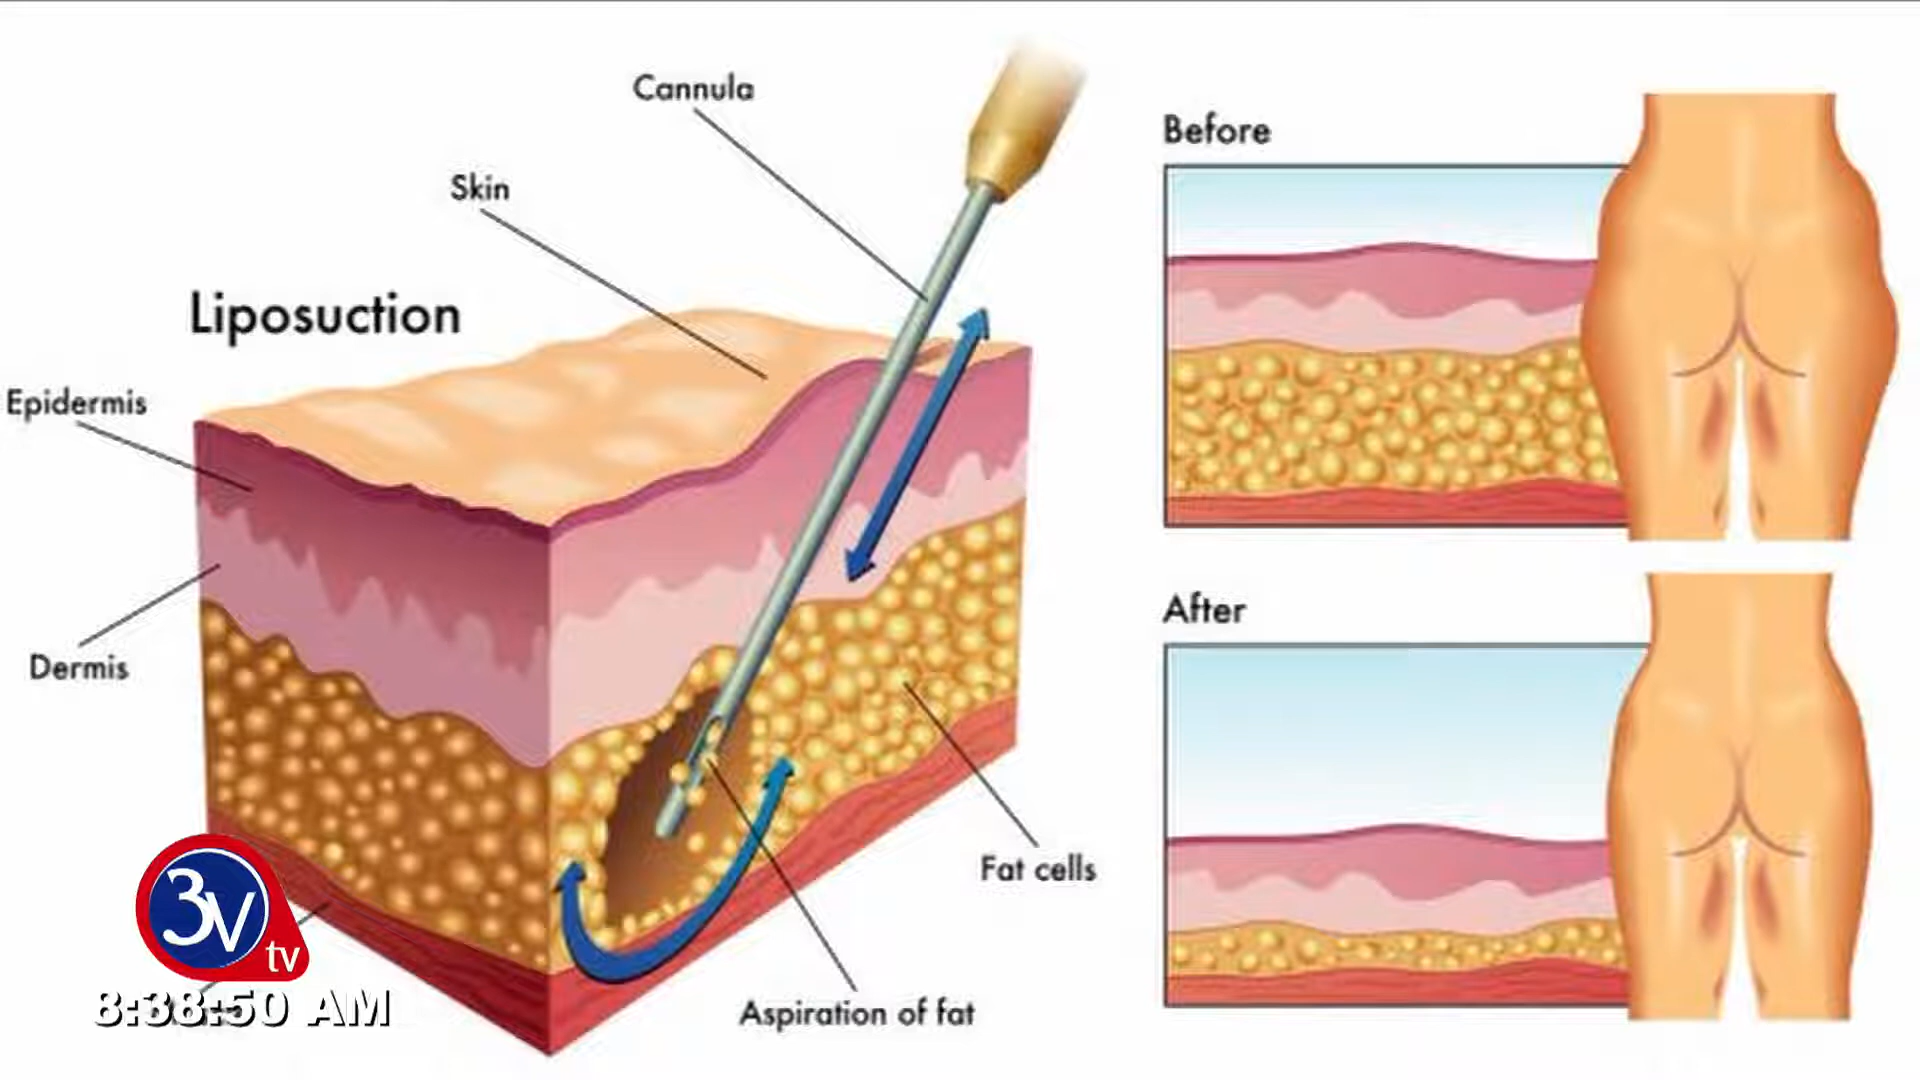 Cannula
Skin
Liposuction
Epidermis
Dermis
Fat cells
Aspiration of fat
Before
After
3V
tv
8:38:50 AM